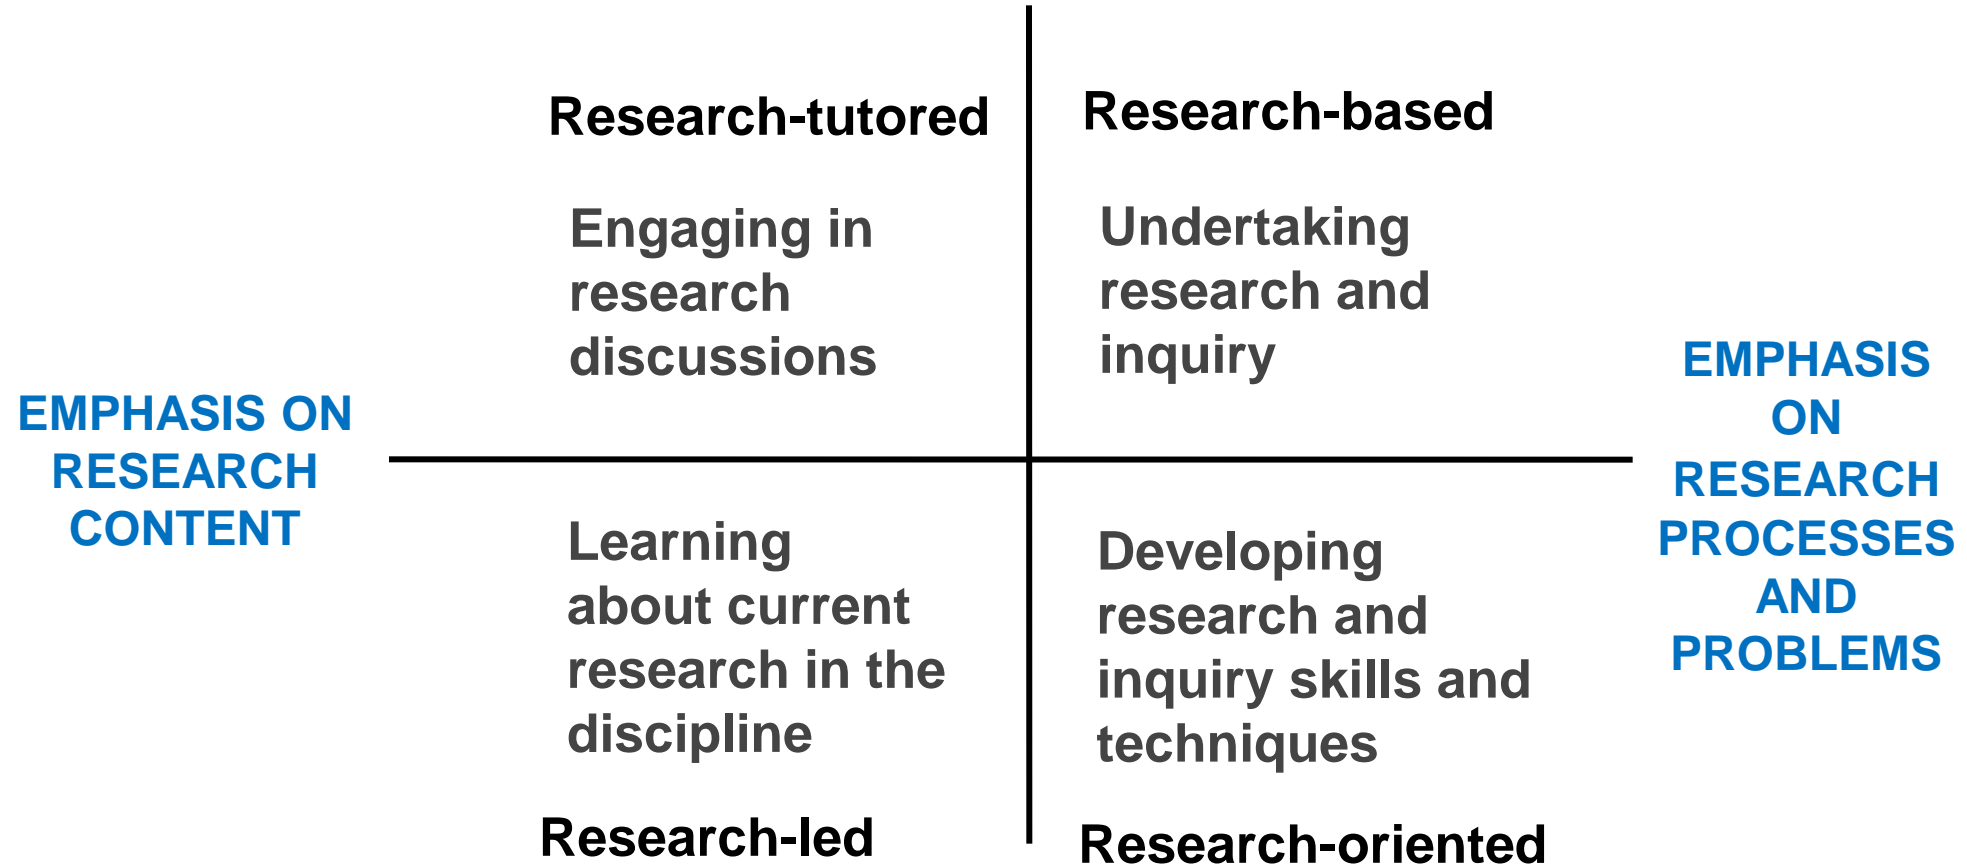 Research-tutored
Engaging in
research
discussions
Research-based
Undertaking
research and
inquiry
EMPHASIS ON
RESEARCH
CONTENT
EMPHASIS
ON
RESEARCH
PROCESSES
AND
PROBLEMS
Learning
about current
research in the
discipline
Research-led
Developing
research and
inquiry skills and
techniques
Research-oriented